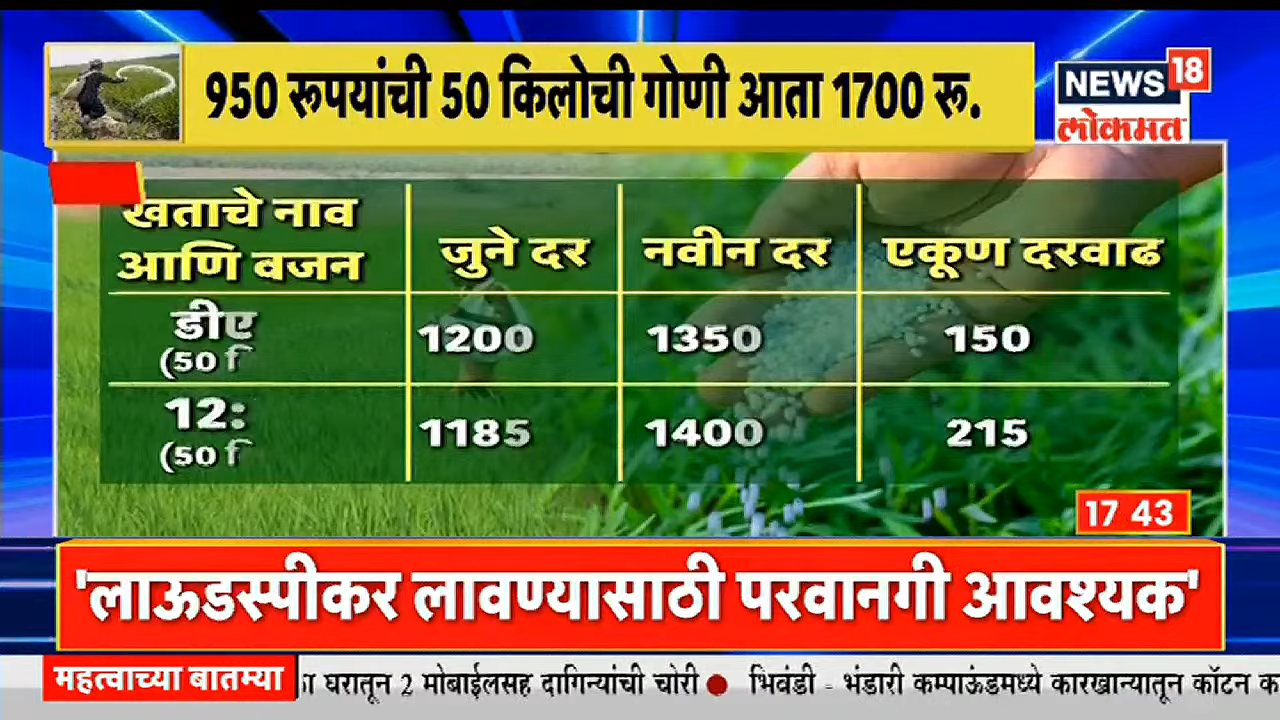 950 रूपयांची 50 किलोची गोणी आता 1700 रू.
NEWS 18
लोकमत
खताचे नाव
आणि वजन
जुने दर
नवीन दर
एकूण दरवाढ
डीए
(50
1200
1350
150
12:
(50
1185
1400
215
17 43
'लाऊडस्पीकर लावण्यासाठी परवानगी आवश्यक'
महत्वाच्या बातम्या
घरातून 2 मोबाईलसह दागिन्यांची चोरी ● भिवंडी - भंडारी कम्पाऊंडमध्ये कारखान्यातून कॉटन